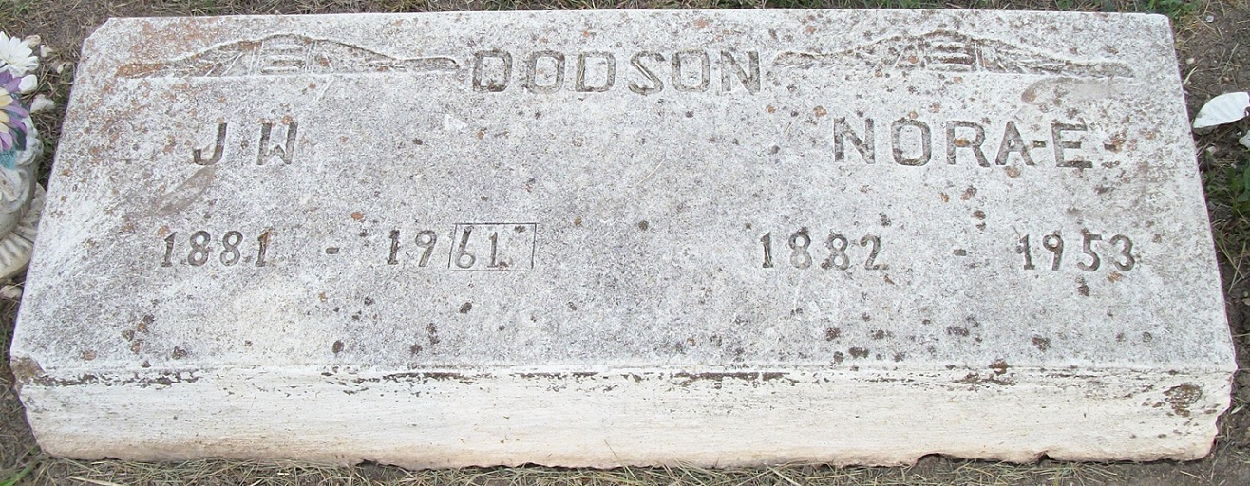 DODSON
J W NORA E
1881 - 1961 1882 - 1953